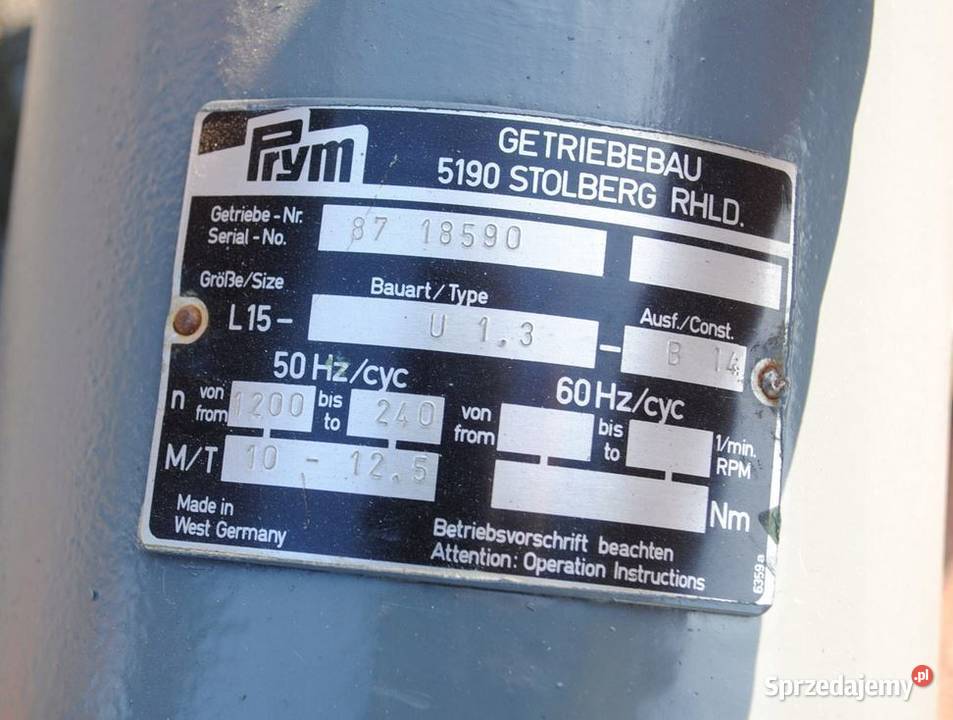 Prym
GETRIEBEBAU
5190 STOLBERG RHLD.
Getriebe-Nr.
Serial-No.
87 18590
Größe/Size
Bauart/Type
Ausf./Const.
L15- U 1.3 - B 14
50 Hz/cyc
60 Hz/cyc
n von from 1200 bis to 240 von from bis to 1/min. RPM
M/T 10 - 12.5 Nm
Made in
West Germany
Betriebsvorschrift beachten
Attention: Operation Instructions
6359a
Sprzedajemy.pl